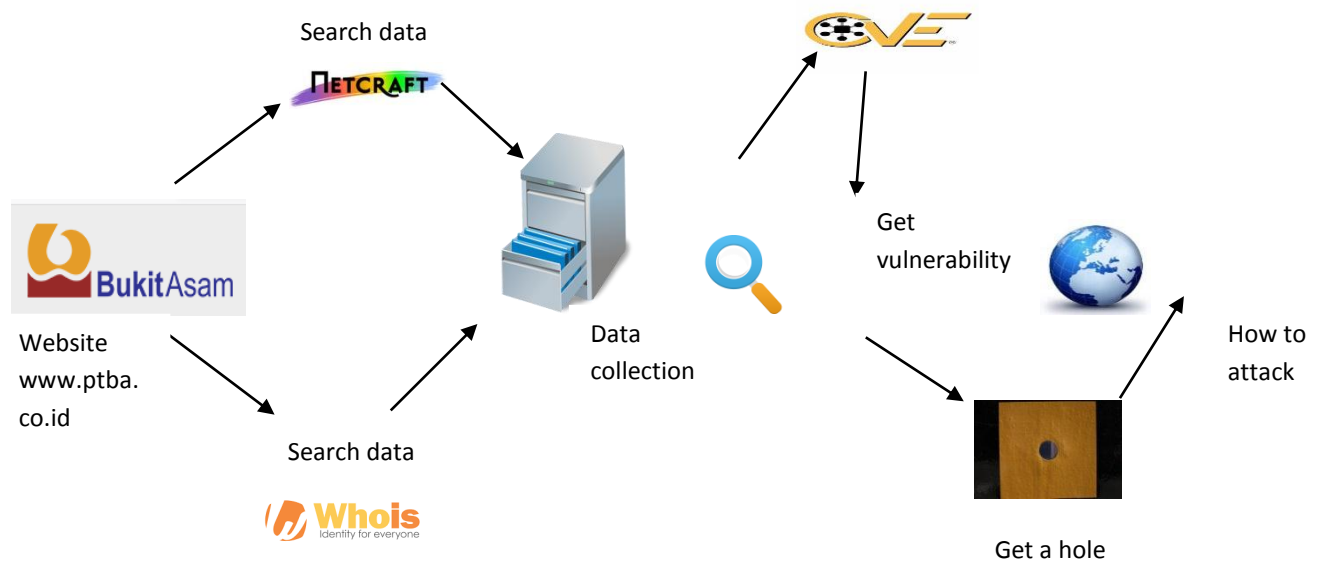 Search data
NETCRAFT
CVE
BukitAsam
Website
www.ptba.
co.id
Data
collection
Get
vulnerability
How to
attack
Search data
Whois
Identity for everyone
Get a hole